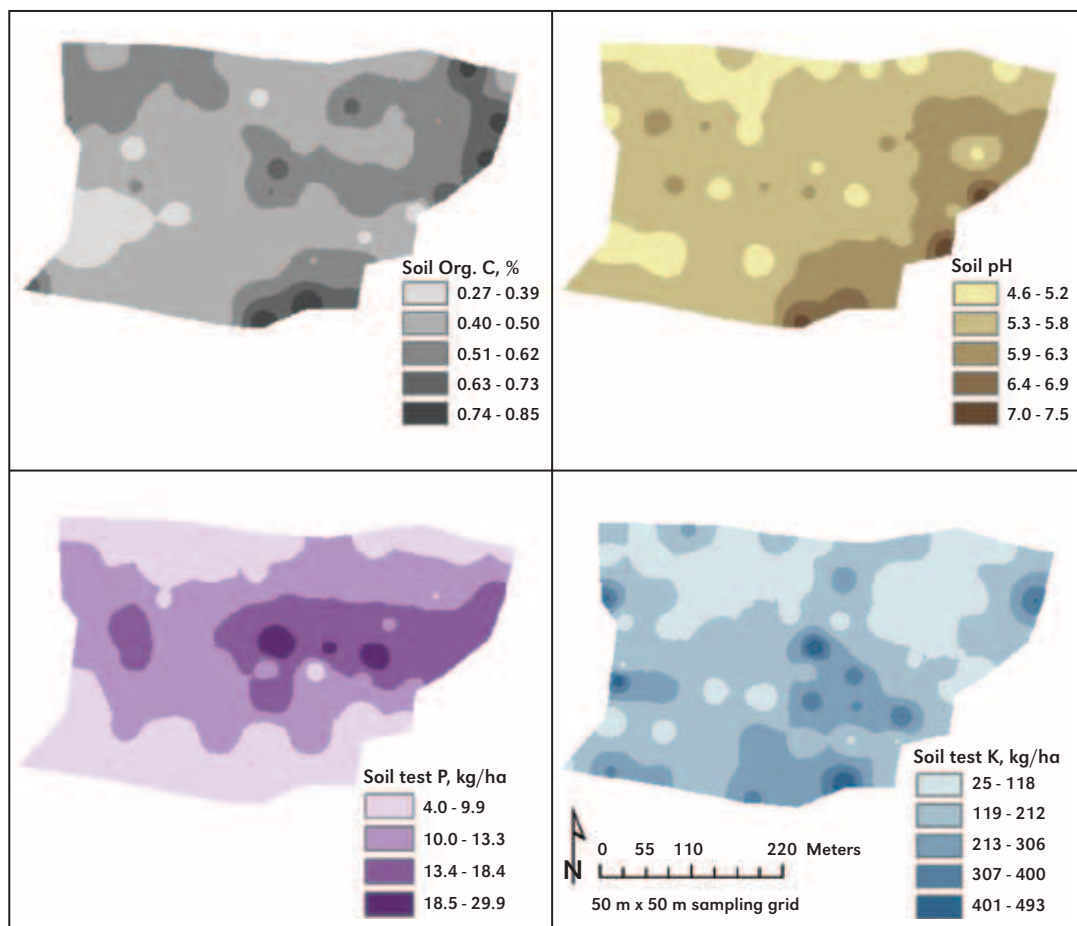 Soil Org. C, %
0.27 - 0.39
0.40 - 0.50
0.51 - 0.62
0.63 - 0.73
0.74 - 0.85
Soil pH
4.6 - 5.2
5.3 - 5.8
5.9 - 6.3
6.4 - 6.9
7.0 - 7.5
Soil test P, kg/ha
4.0 - 9.9
10.0 - 13.3
13.4 - 18.4
18.5 - 29.9
Soil test K, kg/ha
25 - 118
119 - 212
213 - 306
307 - 400
401 - 493
N
0 55 110 220 Meters
50 m x 50 m sampling grid